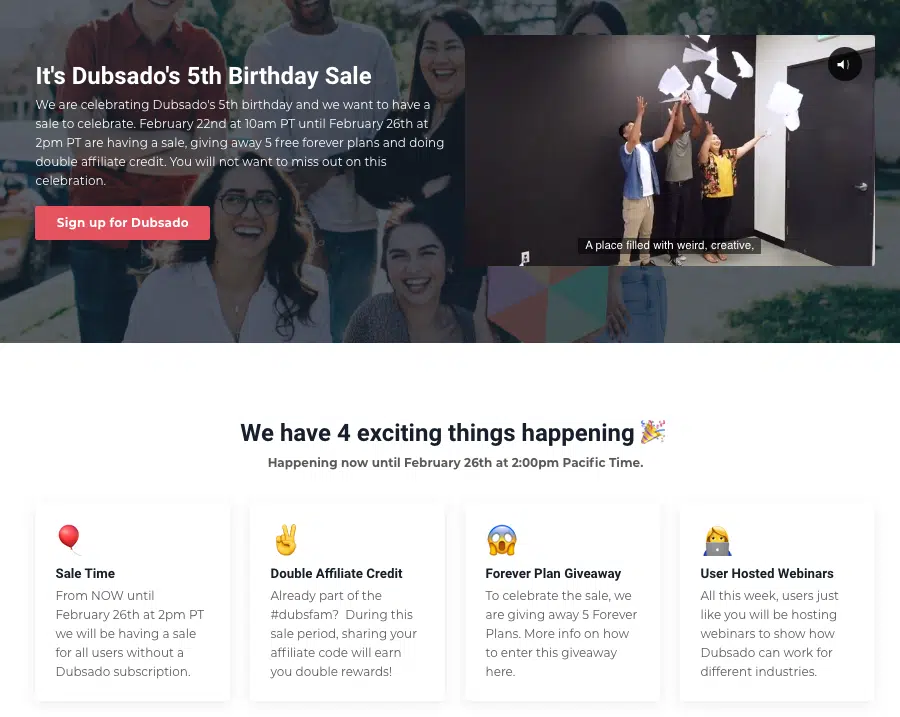 It's Dubsado's 5th Birthday Sale
We are celebrating Dubsado's 5th birthday and we want to have a
sale to celebrate. February 22nd at 10am PT until February 26th at
2pm PT are having a sale, giving away 5 free forever plans and doing
double affiliate credit. You will not want to miss out on this
celebration.
Sign up for Dubsado
A place filled with weird, creative,
We have 4 exciting things happening 🎉
Happening now until February 26th at 2:00pm Pacific Time.
Sale Time
From NOW until
February 26th at 2pm PT
we will be having a sale
for all users without a
Dubsado subscription.
Double Affiliate Credit
Already part of the
#dubsfam? During this
sale period, sharing your
affiliate code will earn
you double rewards!
Forever Plan Giveaway
To celebrate the sale, we
are giving away 5 Forever
Plans. More info on how
to enter this giveaway
here.
User Hosted Webinars
All this week, users just
like you will be hosting
webinars to show how
Dubsado can work for
different industries.